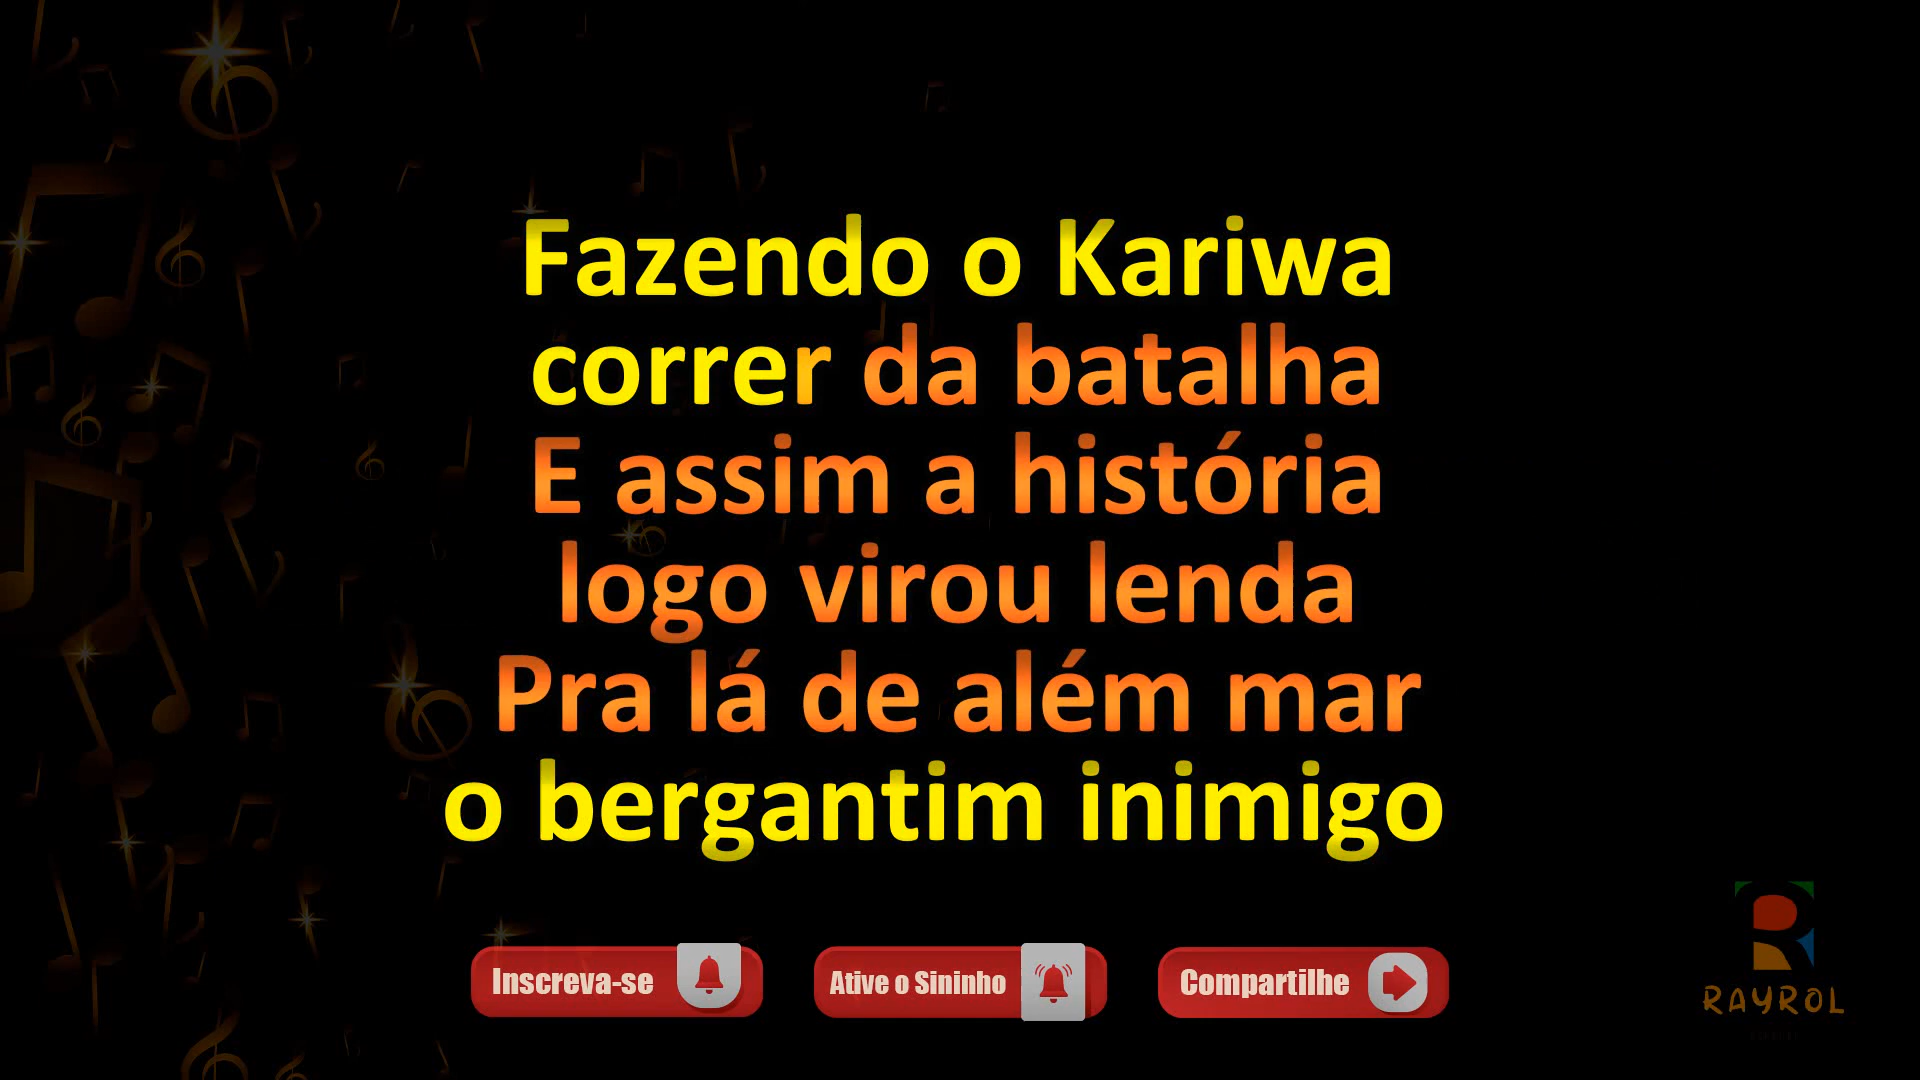 Fazendo o Kariwa
correr da batalha
E assim a história
logo virou lenda
Pra lá de além mar
o bergantim inimigo
Inscreva-se
Ative o Sininho
Compartilhe
RAYROL